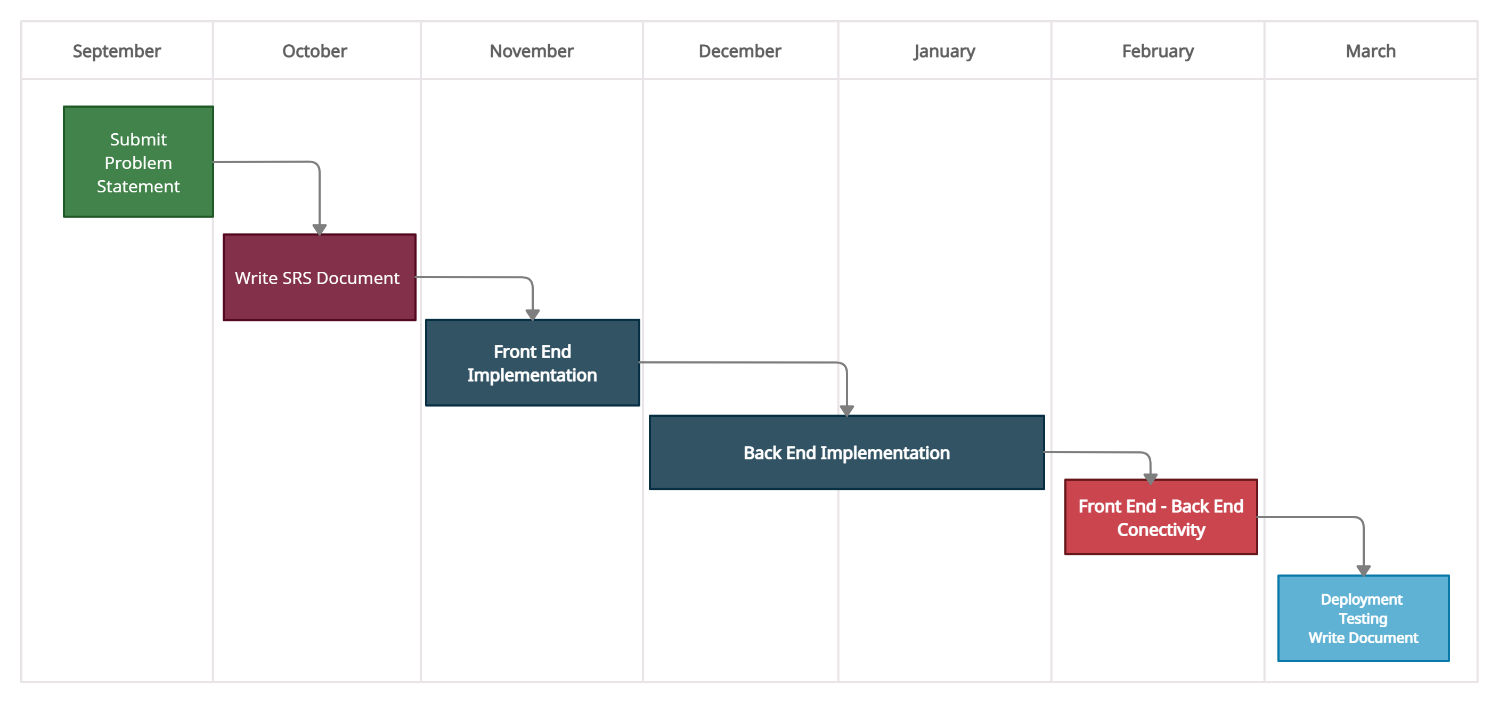 September
October
November
December
January
February
March
Submit
Problem
Statement
Write SRS Document
Front End
Implementation
Back End Implementation
Front End - Back End
Conectivity
Deployment
Testing
Write Document